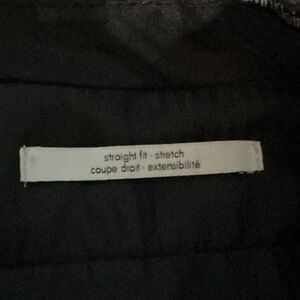 straight fit · stretch
coupe droit · extensibilité